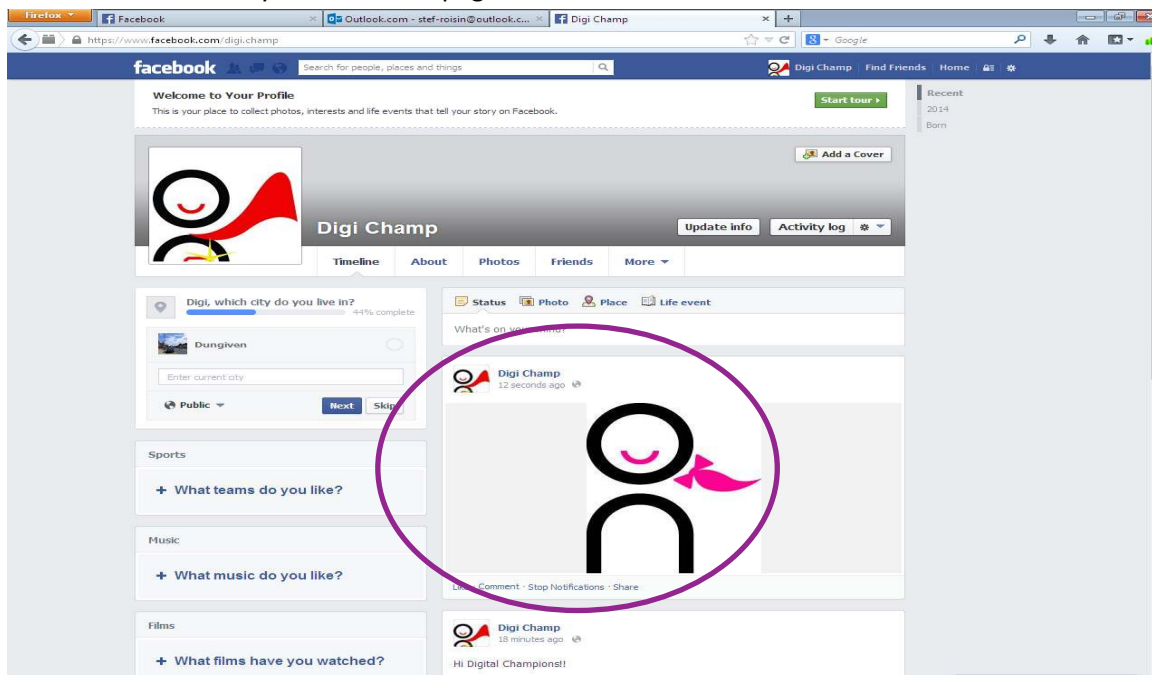 Firefox
Facebook
Outlook.com - stef-roisin@outlook.c...
Digi Champ
https://www.facebook.com/digi.champ
Google
facebook
Search for people, places and things
Digi Champ
Find Friends
Home
Welcome to Your Profile
This is your place to collect photos, interests and life events that tell your story on Facebook.
Start tour
Recent
2014
Born
Add a Cover
Digi Champ
Update info
Activity log
Timeline
About
Photos
Friends
More
Digi, which city do you live in?
44% complete
Dungiven
Enter current city
Public
Next
Skip
Sports
+ What teams do you like?
Music
+ What music do you like?
Films
+ What films have you watched?
Status
Photo
Place
Life event
What's on your mind?
Digi Champ
12 seconds ago
Comment · Stop Notifications · Share
Digi Champ
18 minutes ago
Hi Digital Champions!!